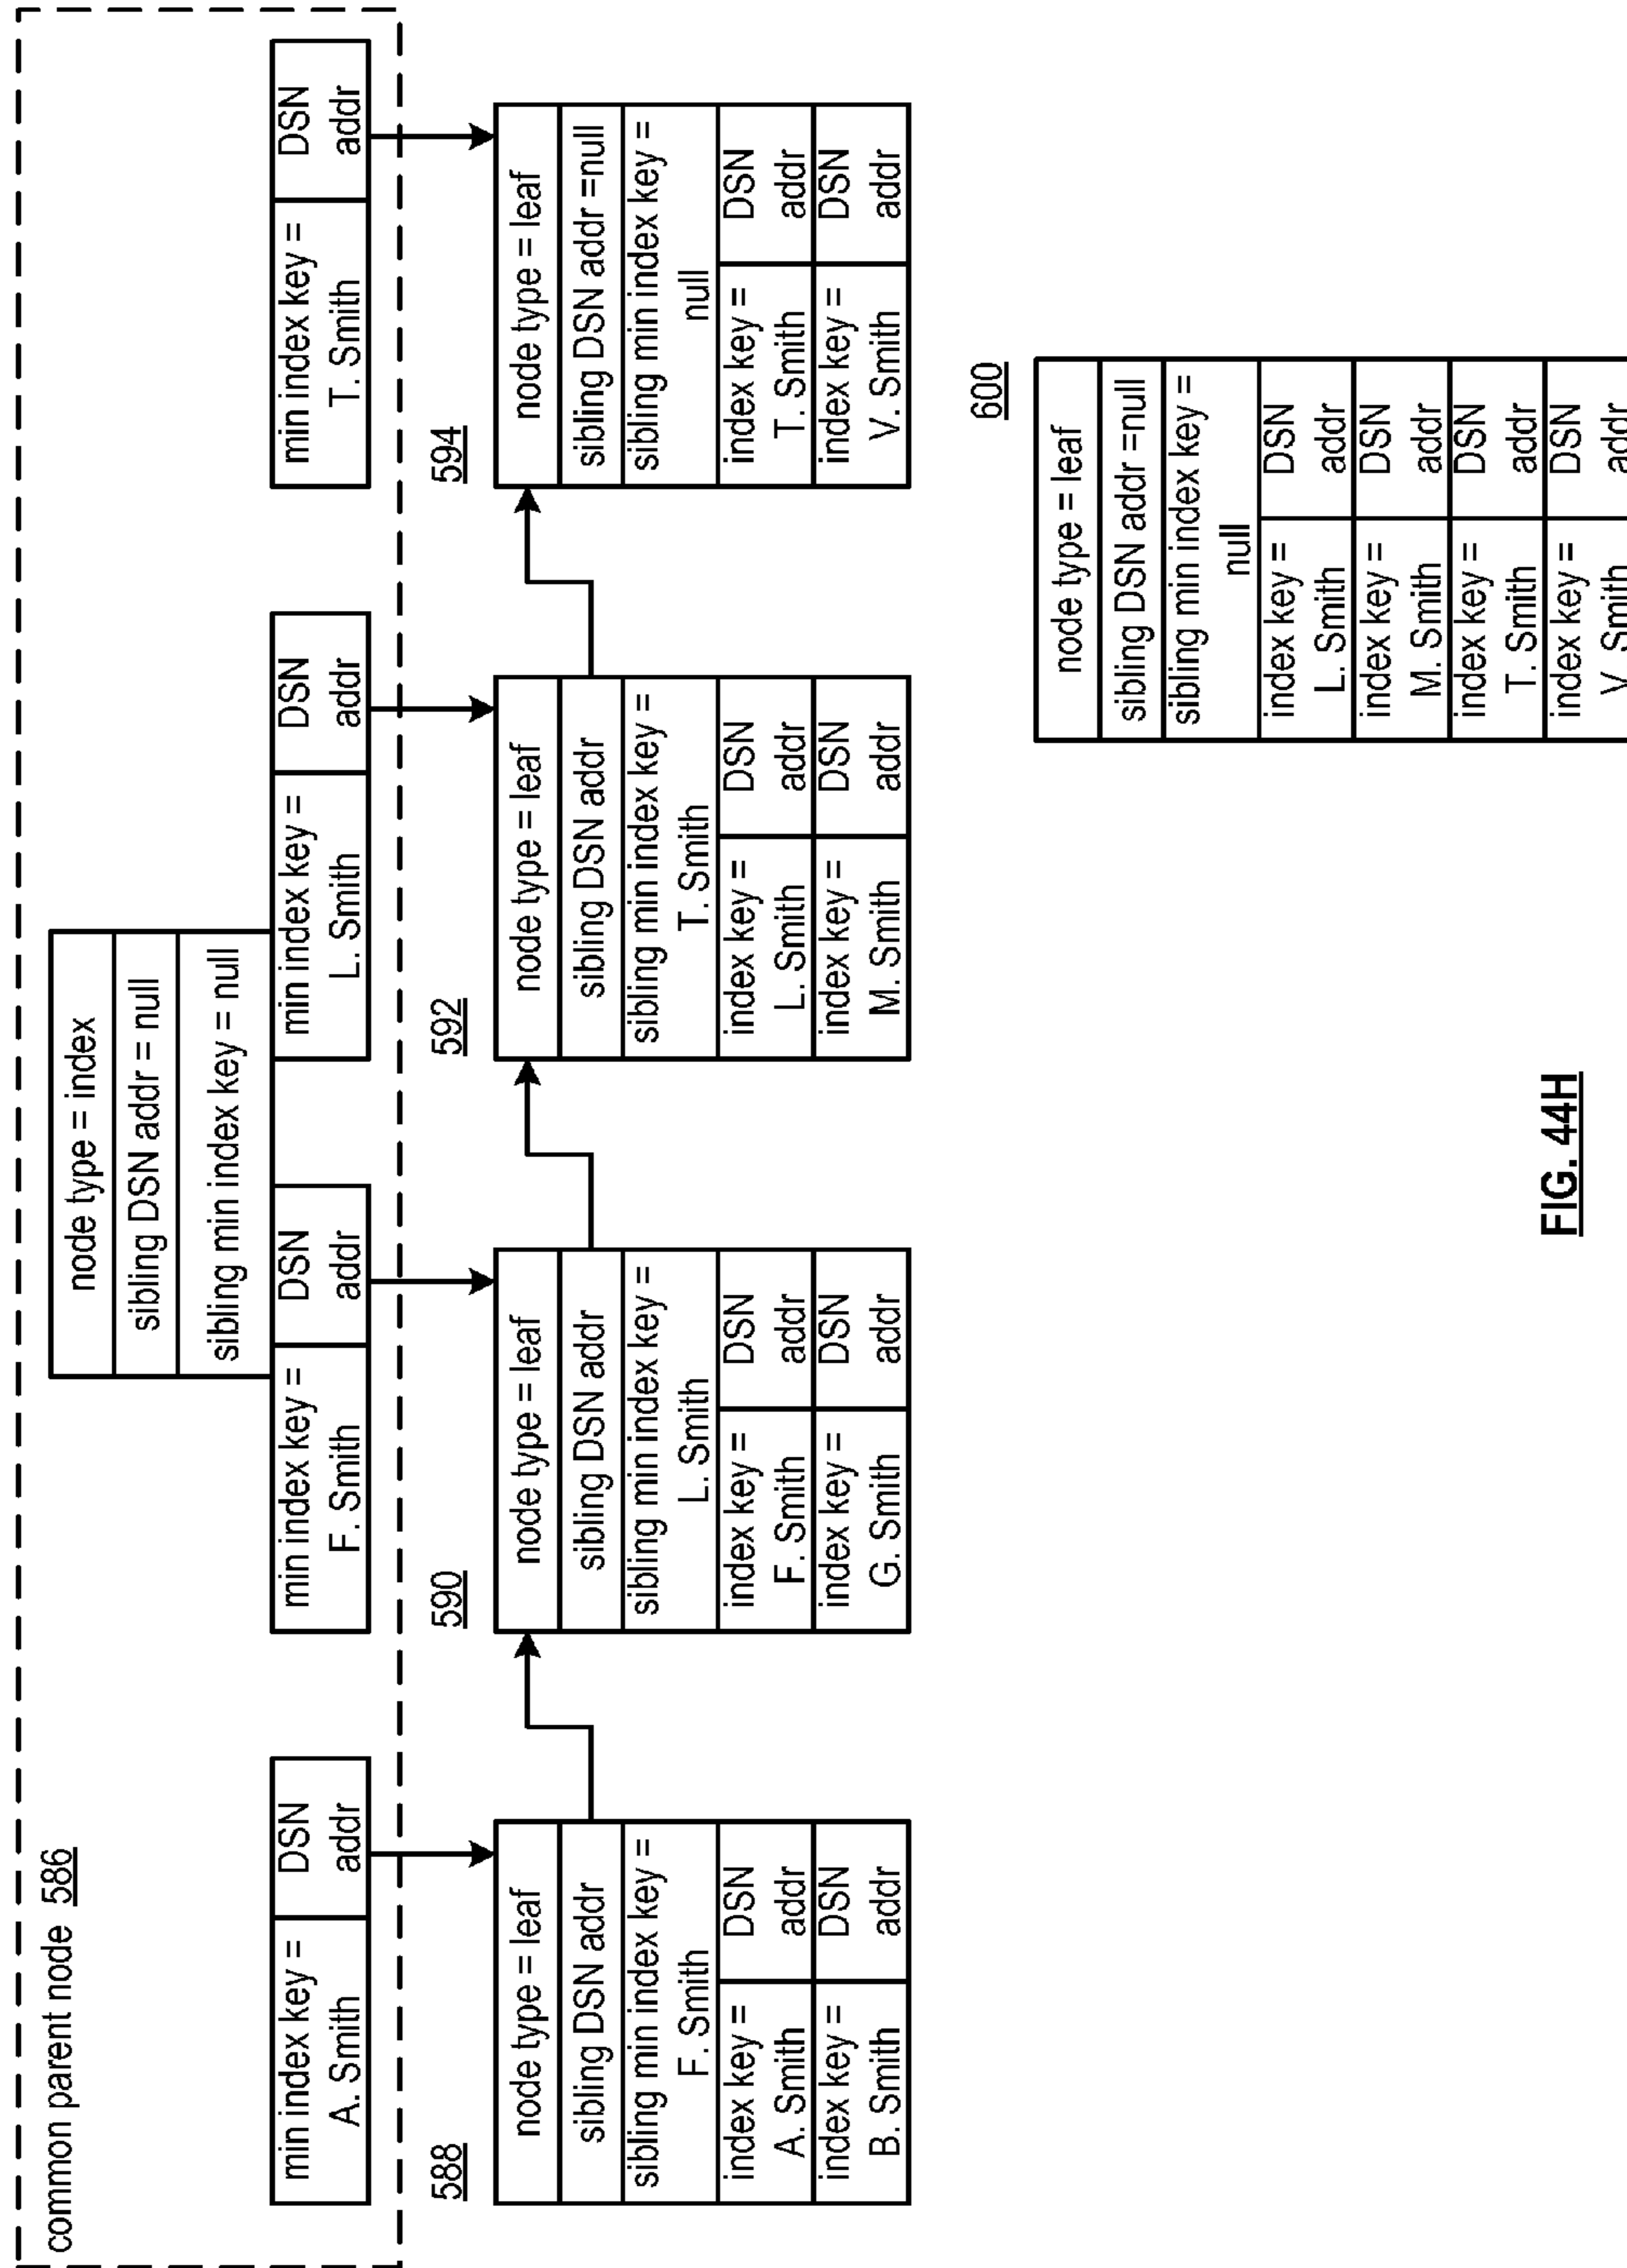 common parent node 586
node type = index
sibling DSN addr = null
sibling min index key = null
min index key =
A. Smith
DSN
addr
min index key =
F. Smith
DSN
addr
min index key =
L. Smith
DSN
addr
min index key =
T. Smith
DSN
addr
588
node type = leaf
sibling DSN addr
sibling min index key =
F. Smith
index key =
A. Smith
DSN
addr
index key =
B. Smith
DSN
addr
590
node type = leaf
sibling DSN addr
sibling min index key =
L. Smith
index key =
F. Smith
DSN
addr
index key =
G. Smith
DSN
addr
592
node type = leaf
sibling DSN addr
sibling min index key =
T. Smith
index key =
L. Smith
DSN
addr
index key =
M. Smith
DSN
addr
594
node type = leaf
sibling DSN addr =null
sibling min index key =
null
index key =
T. Smith
DSN
addr
index key =
V. Smith
DSN
addr
600
node type = leaf
sibling DSN addr =null
sibling min index key =
null
index key =
L. Smith
DSN
addr
index key =
M. Smith
DSN
addr
index key =
T. Smith
DSN
addr
index key =
V. Smith
DSN
addr
FIG. 44H